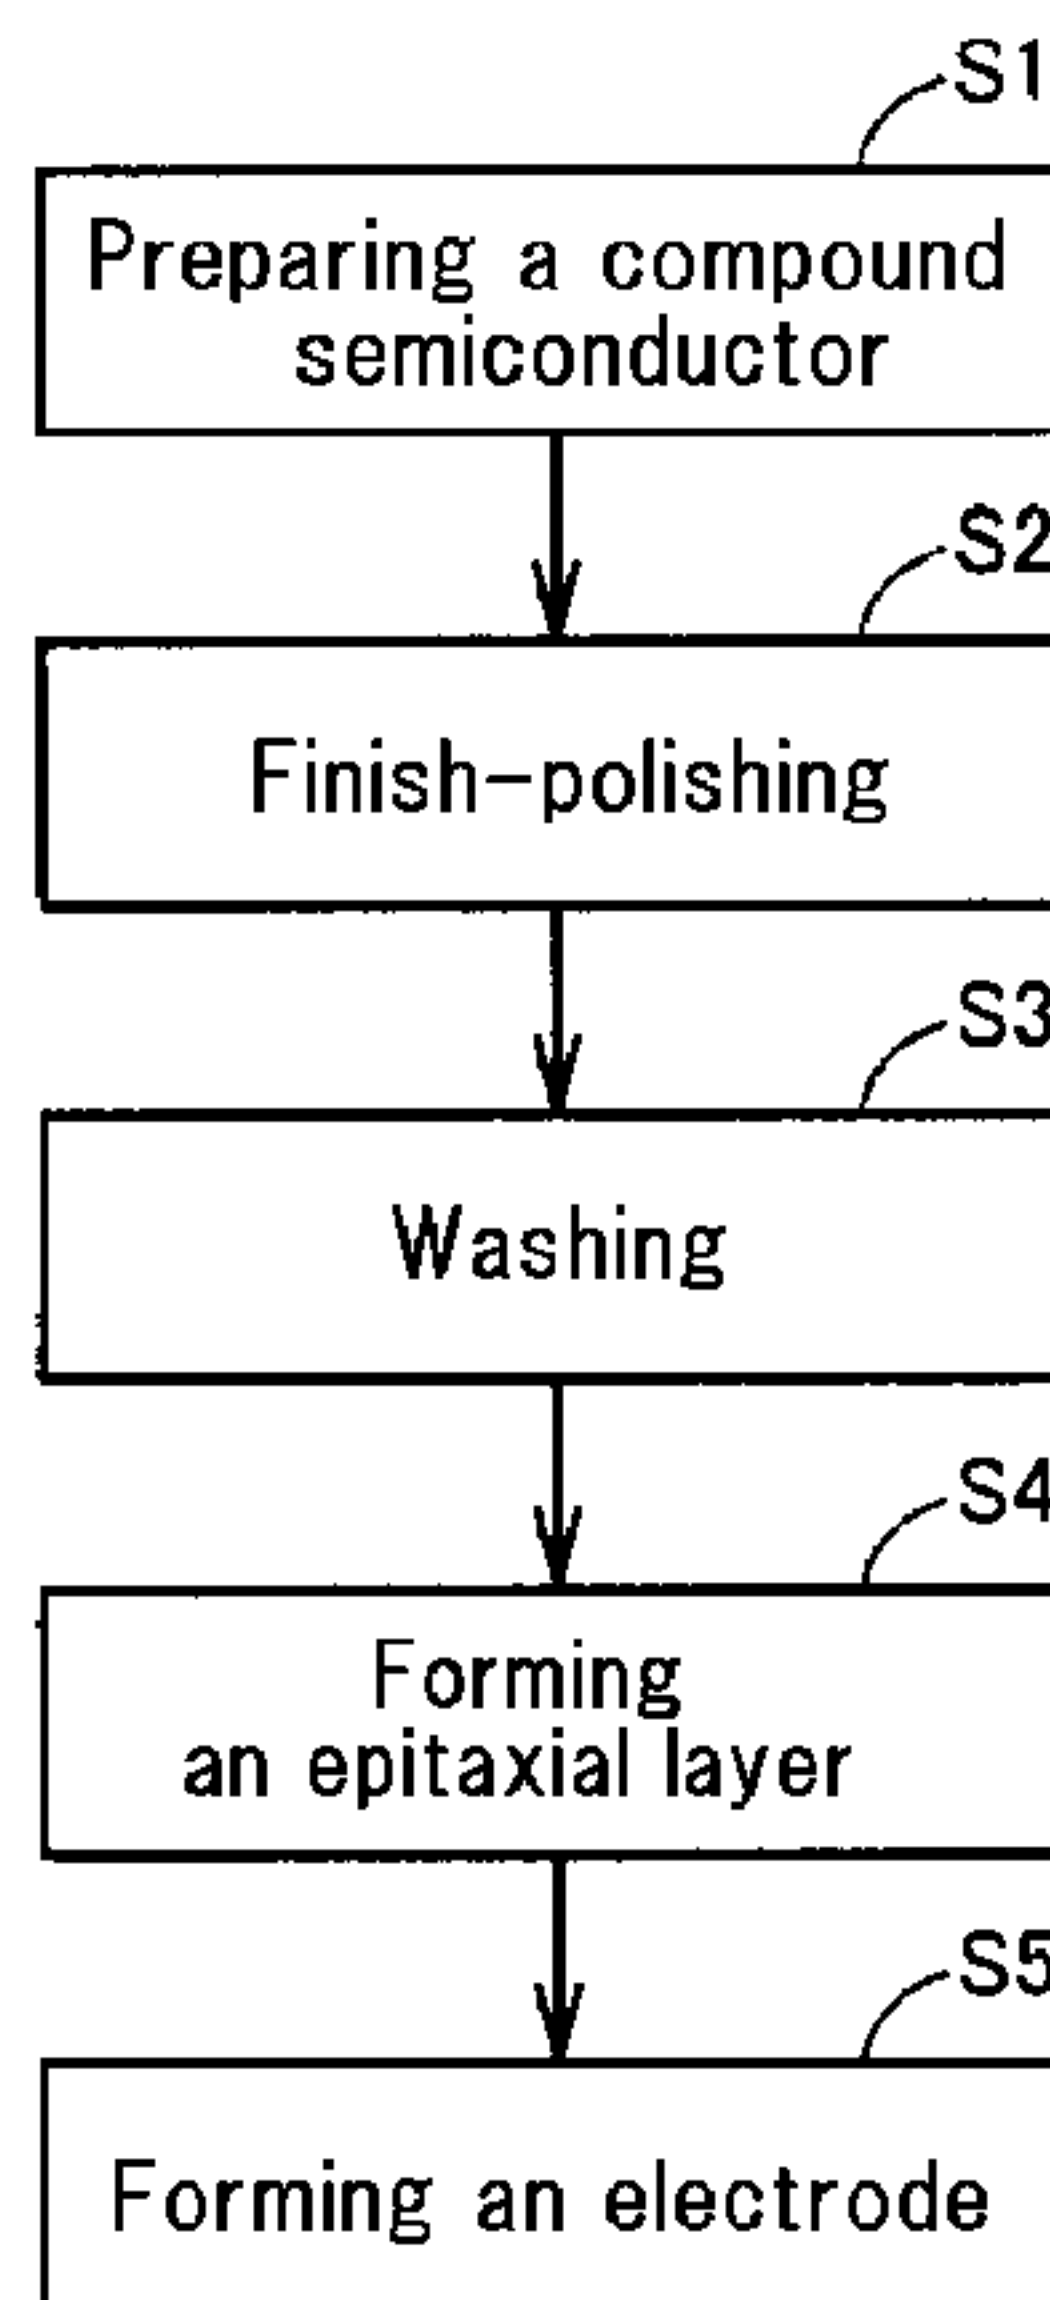 S1
Preparing a compound
semiconductor
S2
Finish-polishing
S3
Washing
S4
Forming
an epitaxial layer
S5
Forming an electrode